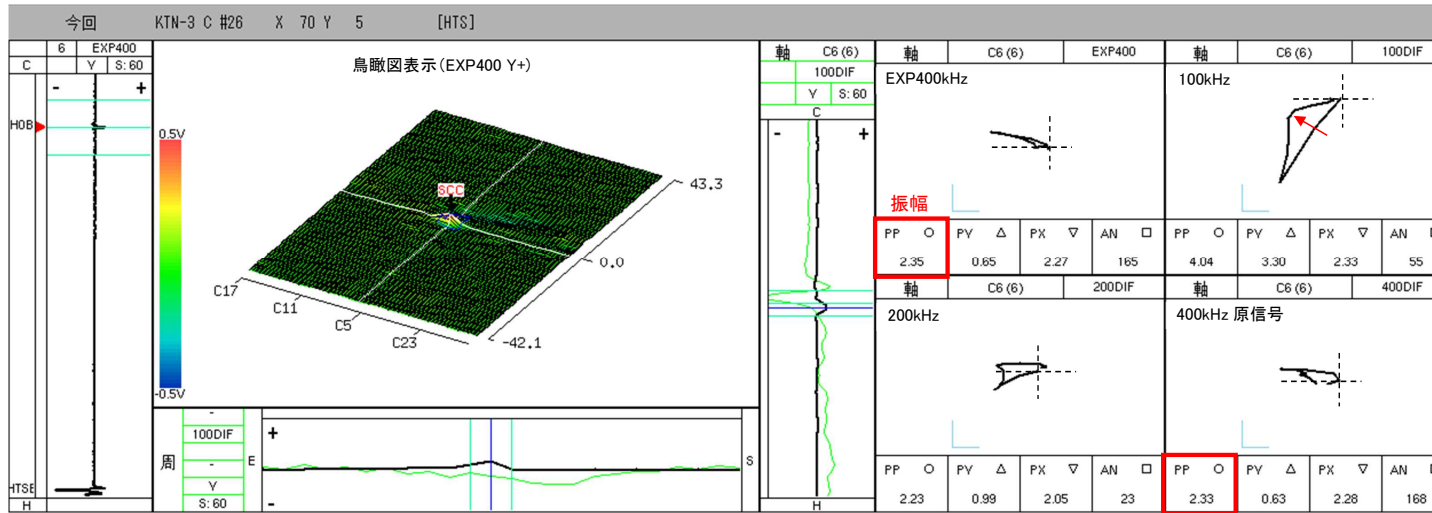 今回 KTN-3 C #26 X 70 Y 5 [HTS]
6 EXP400
C Y S:60
- +
HOB
HTSE
H
鳥瞰図表示(EXP400 Y+)
0.5V
-0.5V
SCC
43.3
0.0
-42.1
C17
C11
C5
C23
周
-
100DIF
-
Y
S:60
E
+
-
S
軸 C6(6)
100DIF
Y S:60
C
- +
H
軸 C6(6) EXP400
EXP400kHz
振幅
PP ○ PY △ PX ▽ AN □
2.35 0.65 2.27 165
軸 C6(6) 100DIF
100kHz
PP ○ PY △ PX ▽ AN
4.04 3.30 2.33 55
軸 C6(6) 200DIF
200kHz
PP ○ PY △ PX ▽ AN □
2.23 0.99 2.05 23
軸 C6(6) 400DIF
400kHz 原信号
PP ○ PY △ PX ▽ AN
2.33 0.63 2.28 168